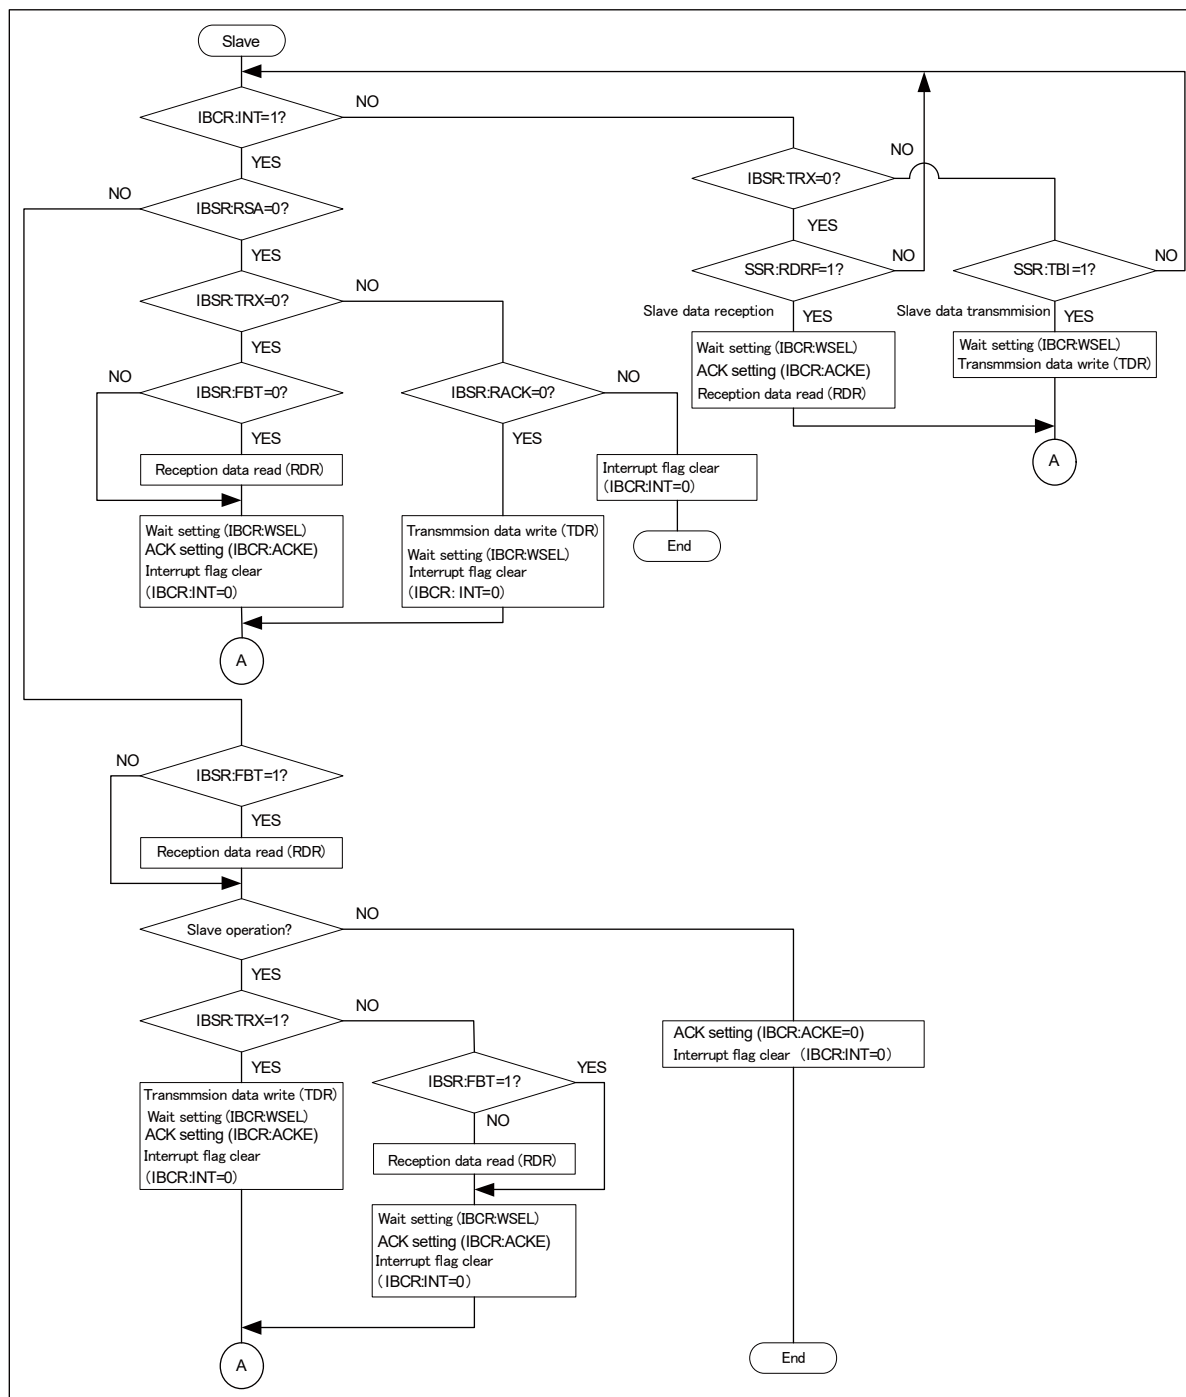 Slave
IBCR:INT=1?
NO
YES
IBSR:TRX=0?
NO
YES
NO
IBSR:RSA=0?
YES
SSR:RDRF=1?
NO
SSR:TBI=1?
NO
IBSR:TRX=0?
NO
YES
Slave data reception
YES
Slave data transmmision
YES
Wait setting (IBCR:WSEL)
ACK setting (IBCR:ACKE)
Reception data read (RDR)
Wait setting (IBCR:WSEL)
Transmmsion data write (TDR)
NO
IBSR:FBT=0?
YES
IBSR:RACK=0?
NO
YES
A
Reception data read (RDR)
Interrupt flag clear
(IBCR:INT=0)
Wait setting (IBCR:WSEL)
ACK setting (IBCR:ACKE)
Interrupt flag clear
(IBCR:INT=0)
Transmmsion data write (TDR)
Wait setting (IBCR:WSEL)
Interrupt flag clear
(IBCR: INT=0)
End
A
NO
IBSR:FBT=1?
YES
Reception data read (RDR)
Slave operation?
NO
YES
IBSR:TRX=1?
NO
YES
ACK setting (IBCR:ACKE=0)
Interrupt flag clear (IBCR:INT=0)
IBSR:FBT=1?
YES
NO
Transmmsion data write (TDR)
Wait setting (IBCR:WSEL)
ACK setting (IBCR:ACKE)
Interrupt flag clear
(IBCR:INT=0)
Reception data read (RDR)
Wait setting (IBCR:WSEL)
ACK setting (IBCR:ACKE)
Interrupt flag clear
(IBCR:INT=0)
A
End